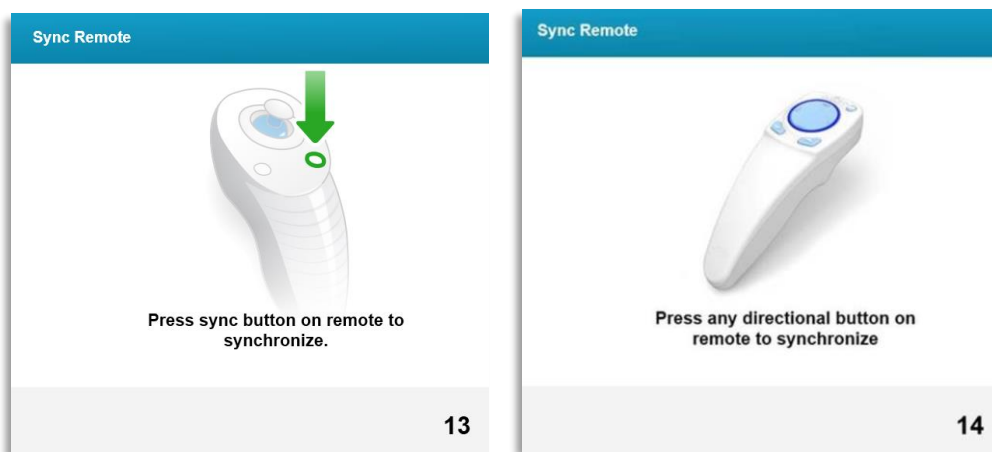 Sync Remote
Press sync button on remote to
synchronize.
13
Sync Remote
Press any directional button on
remote to synchronize
14